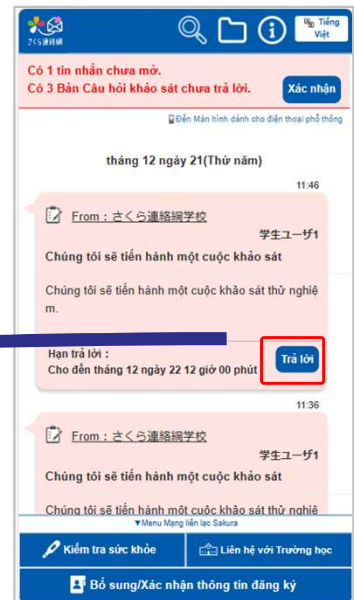 さくら連絡網
Tiếng
Việt
Có 1 tin nhắn chưa mở.
Có 3 Bản Câu hỏi khảo sát chưa trả lời.
Xác nhận
Đến Màn hình dành cho điện thoại phổ thông
tháng 12 ngày 21(Thứ năm)
11:46
From : さくら連絡網学校
学生ユーザ1
Chúng tôi sẽ tiến hành một cuộc khảo sát
Chúng tôi sẽ tiến hành một cuộc khảo sát thử nghiệ
m.
Hạn trả lời :
Cho đến tháng 12 ngày 22 12 giờ 00 phút
Trả lời
11:36
From : さくら連絡網学校
学生ユーザ1
Chúng tôi sẽ tiến hành một cuộc khảo sát
Chúng tôi sẽ tiến hành một cuộc khảo sát thử nghiệ
▼Menu Mạng liên lạc Sakura
Kiểm tra sức khỏe
Liên hệ với Trường học
Bổ sung/Xác nhận thông tin đăng ký